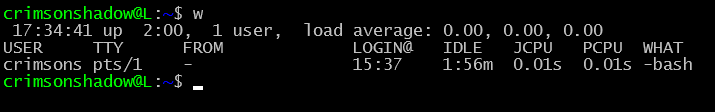 crimsonshadow@L:~$ w
 17:34:41 up  2:00,  1 user,  load average: 0.00, 0.00, 0.00
USER     TTY      FROM             LOGIN@   IDLE   JCPU   PCPU  WHAT
crimsons pts/1    -                15:37    1:56m  0.01s  0.01s -bash
crimsonshadow@L:~$